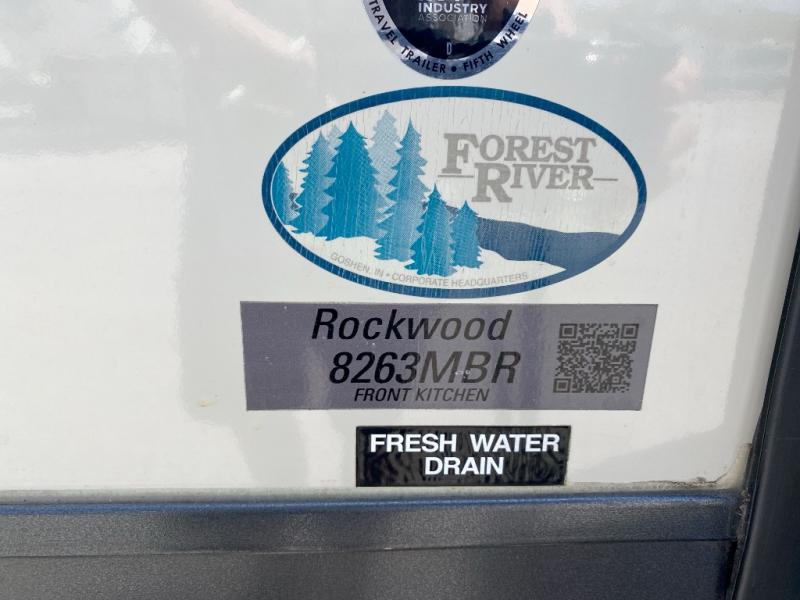 INDUSTRY
ASSOCIATION
D
TRAVEL TRAILER • FIFTH WHEEL
FOREST
RIVER
GOSHEN, IN • CORPORATE HEADQUARTERS
Rockwood
8263MBR
FRONT KITCHEN
FRESH WATER
DRAIN